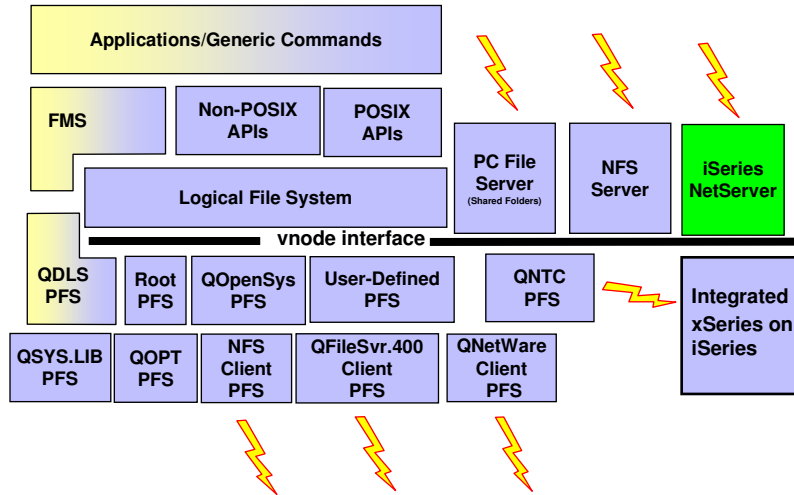 Applications/Generic Commands
FMS
Non-POSIX
APIs
POSIX
APIs
PC File
Server
(Shared Folders)
NFS
Server
iSeries
NetServer
Logical File System
vnode interface
QDLS
PFS
Root
PFS
QOpenSys
PFS
User-Defined
PFS
QNTC
PFS
Integrated
xSeries on
iSeries
QSYS.LIB
PFS
QOPT
PFS
NFS
Client
PFS
QFileSvr.400
Client
PFS
QNetWare
Client
PFS